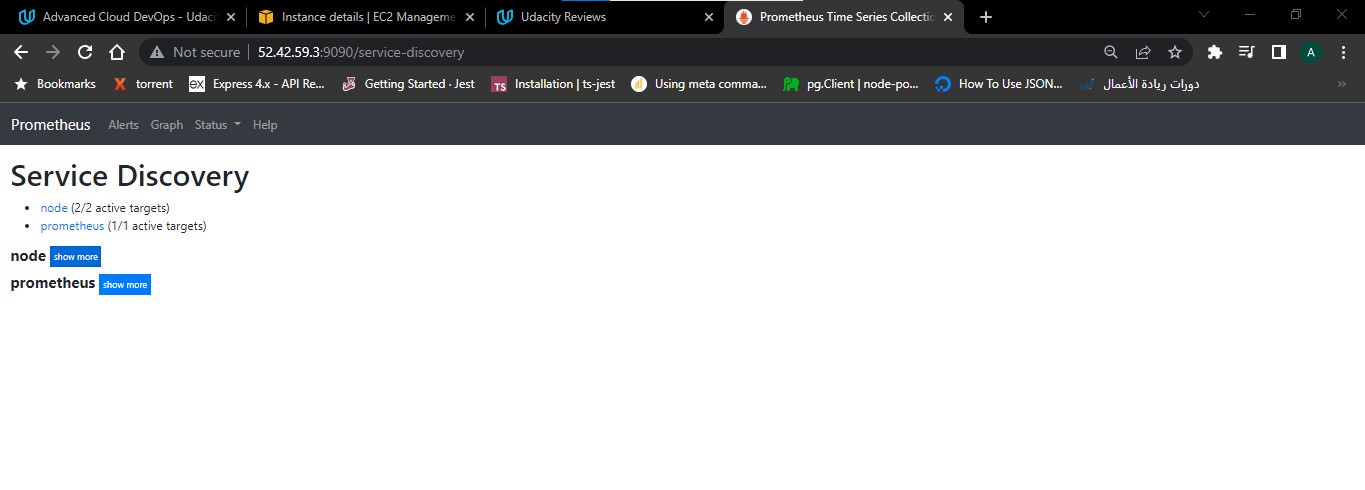 Advanced Cloud DevOps - Udaci
Instance details | EC2 Manageme
Udacity Reviews
Prometheus Time Series Collectio
Not secure
52.42.59.3:9090/service-discovery
A
Bookmarks
torrent
ex
Express 4.x - API Re...
Getting Started · Jest
TS
Installation | ts-jest
Using meta comma...
pg.Client | node-po...
How To Use JSON...
دورات ريادة الأعمال
»
Prometheus
Alerts
Graph
Status
Help
Service Discovery
node (2/2 active targets)
prometheus (1/1 active targets)
node show more
prometheus show more